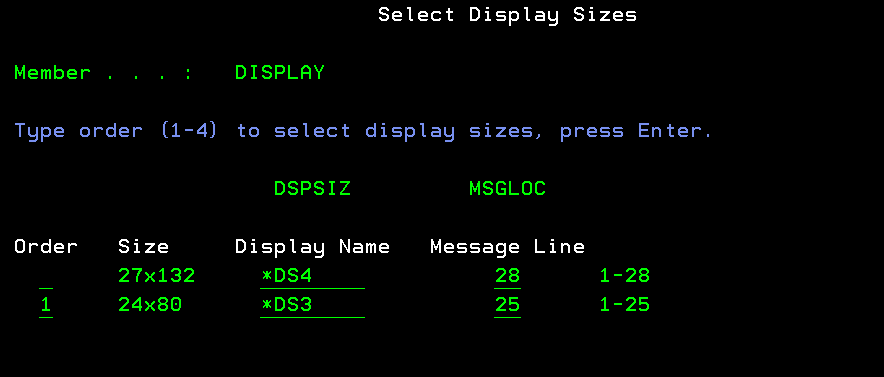 Select Display Sizes
Member . . . :   DISPLAY
Type order (1-4) to select display sizes, press Enter.
DSPSIZ   MSGLOC
Order   Size   Display Name   Message Line
_   27x132   *DS4   28   1-28
1   24x80   *DS3   25   1-25